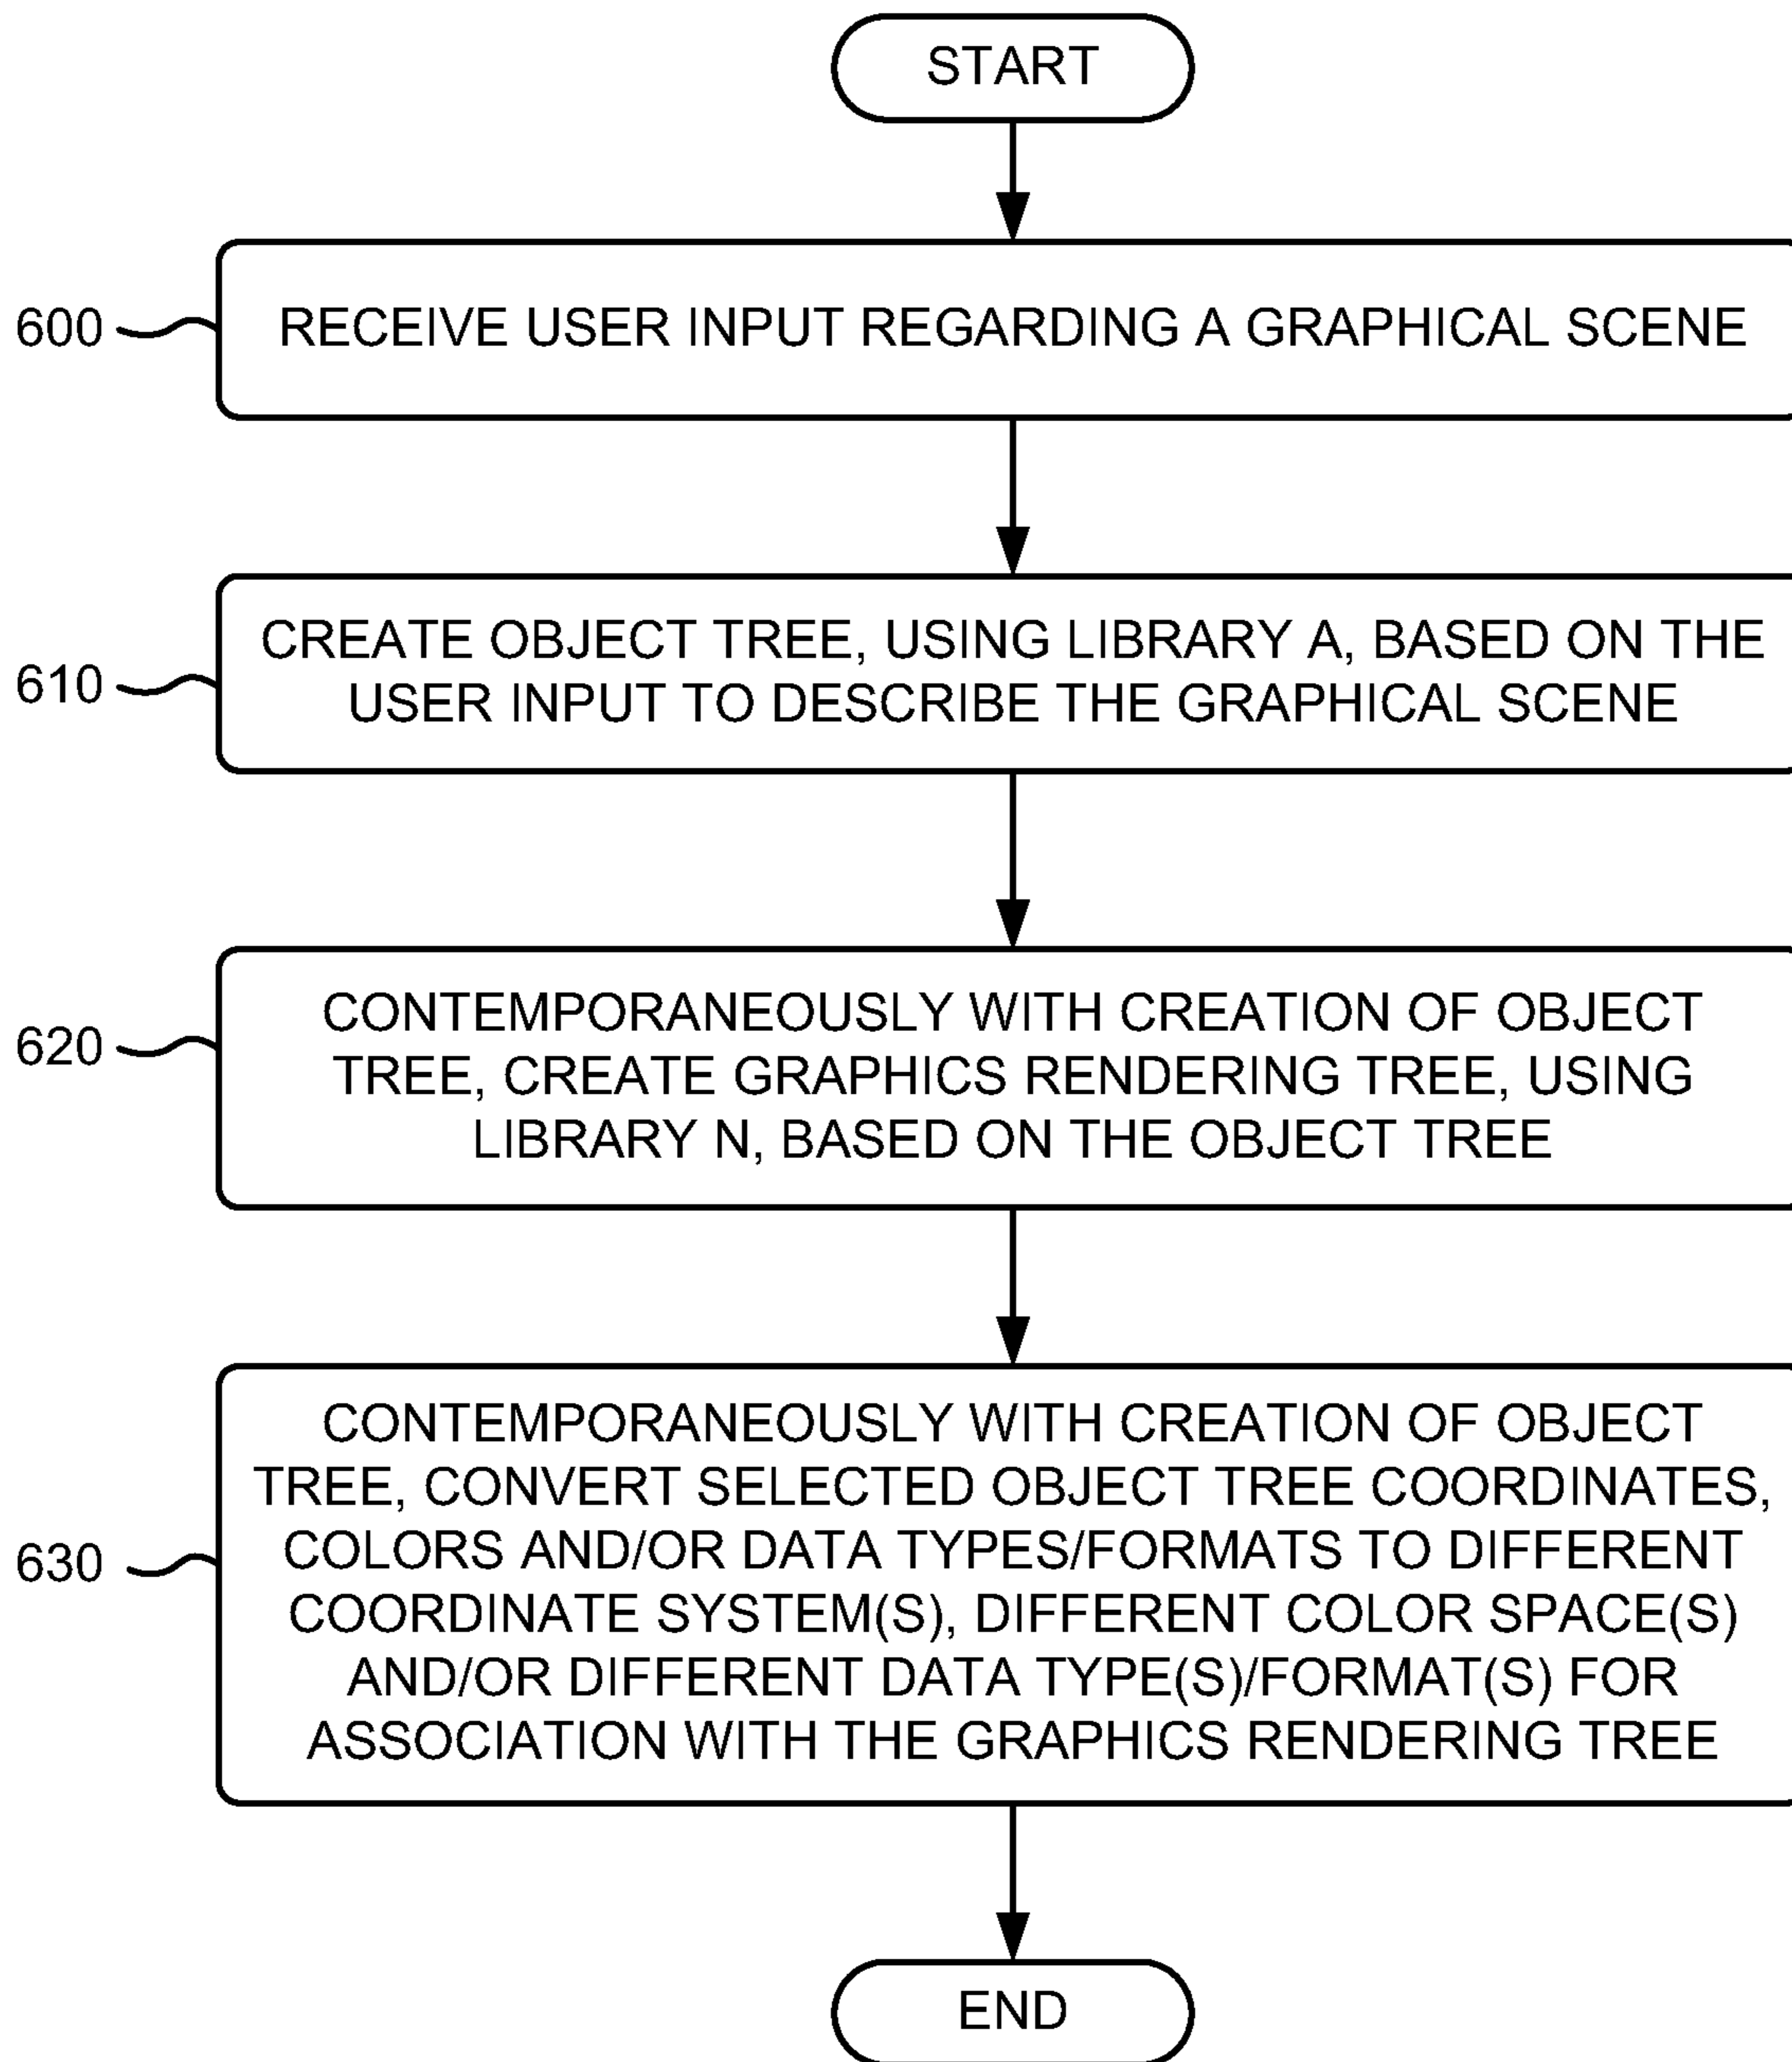 START
600
RECEIVE USER INPUT REGARDING A GRAPHICAL SCENE
610
CREATE OBJECT TREE, USING LIBRARY A, BASED ON THE
USER INPUT TO DESCRIBE THE GRAPHICAL SCENE
620
CONTEMPORANEOUSLY WITH CREATION OF OBJECT
TREE, CREATE GRAPHICS RENDERING TREE, USING
LIBRARY N, BASED ON THE OBJECT TREE
630
CONTEMPORANEOUSLY WITH CREATION OF OBJECT
TREE, CONVERT SELECTED OBJECT TREE COORDINATES,
COLORS AND/OR DATA TYPES/FORMATS TO DIFFERENT
COORDINATE SYSTEM(S), DIFFERENT COLOR SPACE(S)
AND/OR DIFFERENT DATA TYPE(S)/FORMAT(S) FOR
ASSOCIATION WITH THE GRAPHICS RENDERING TREE
END